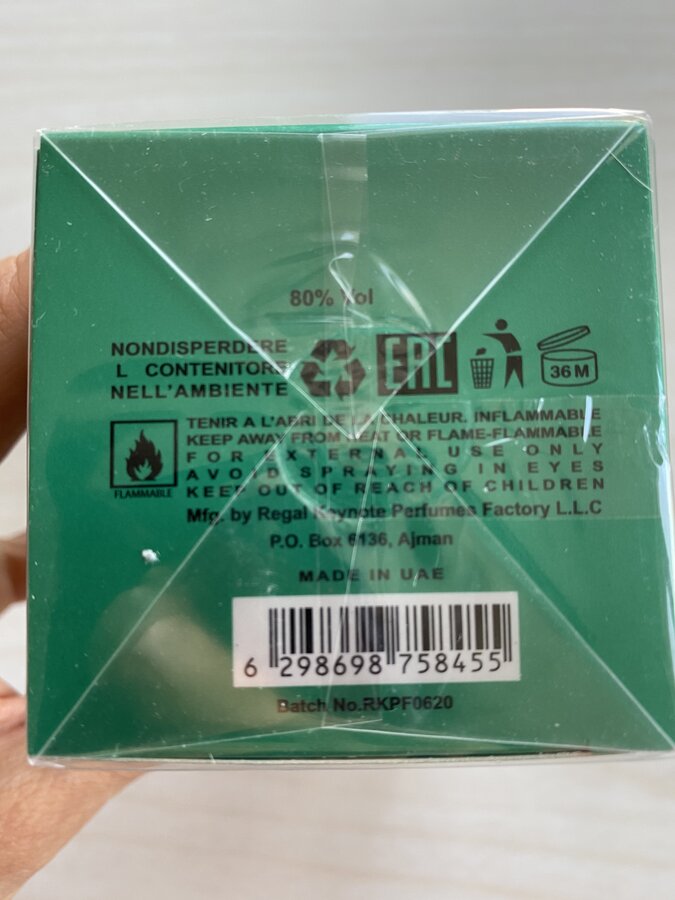 80% Vol
NONDISPERDERE
L CONTENITORE
NELL'AMBIENTE
EAC
36 M
TENIR A L'ABRI DE LA CHALEUR. INFLAMMABLE
KEEP AWAY FROM HEAT OR FLAME-FLAMMABLE
FOR EXTERNAL USE ONLY
AVOID SPRAYING IN EYES
KEEP OUT OF REACH OF CHILDREN
FLAMMABLE
Mfg. by Regal Keynote Perfumes Factory L.L.C
P.O. Box 6136, Ajman
MADE IN UAE
6 298698 758455
Batch No.RKPF0620